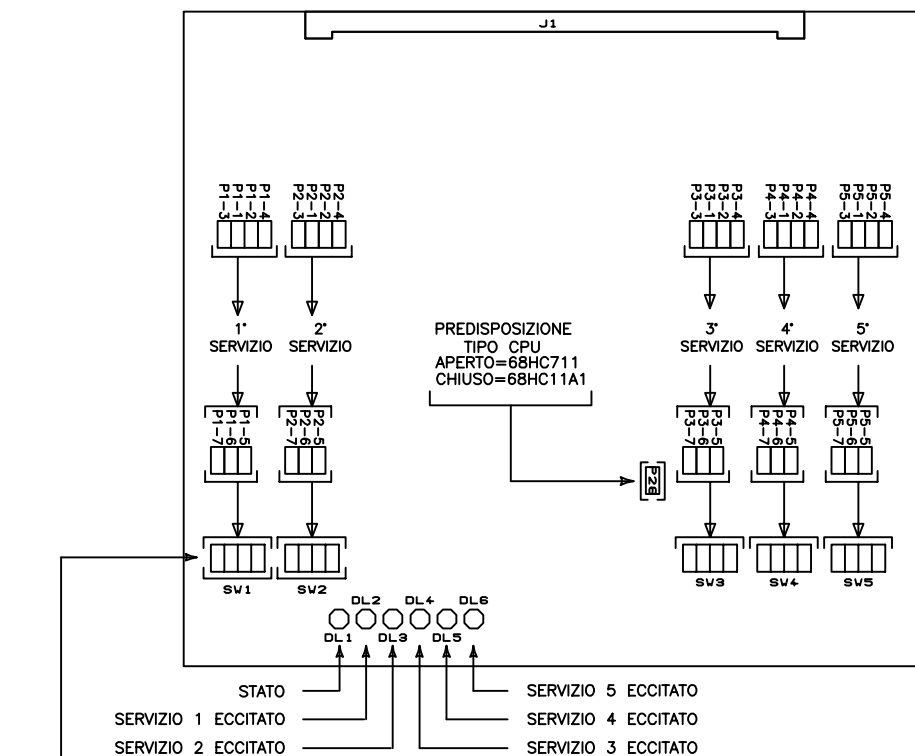 J1
P1-3 P1-1 P1-2 P1-4
P2-3 P2-1 P2-2 P2-4
P3-3 P3-1 P3-2 P3-4
P4-3 P4-1 P4-2 P4-4
P5-3 P5-1 P5-2 P5-4
1°
SERVIZIO
2°
SERVIZIO
PREDISPOSIZIONE
TIPO CPU
APERTO=68HC711
CHIUSO=68HC11A1
3°
SERVIZIO
4°
SERVIZIO
5°
SERVIZIO
P1-7 P1-6 P1-5
P2-7 P2-6 P2-5
P3-7 P3-6 P3-5
P4-7 P4-6 P4-5
P5-7 P5-6 P5-5
P26
SW1 SW2 SW3 SW4 SW5
DL2 DL4 DL6
DL1 DL3 DL5
STATO
SERVIZIO 1 ECCITATO
SERVIZIO 2 ECCITATO
SERVIZIO 5 ECCITATO
SERVIZIO 4 ECCITATO
SERVIZIO 3 ECCITATO